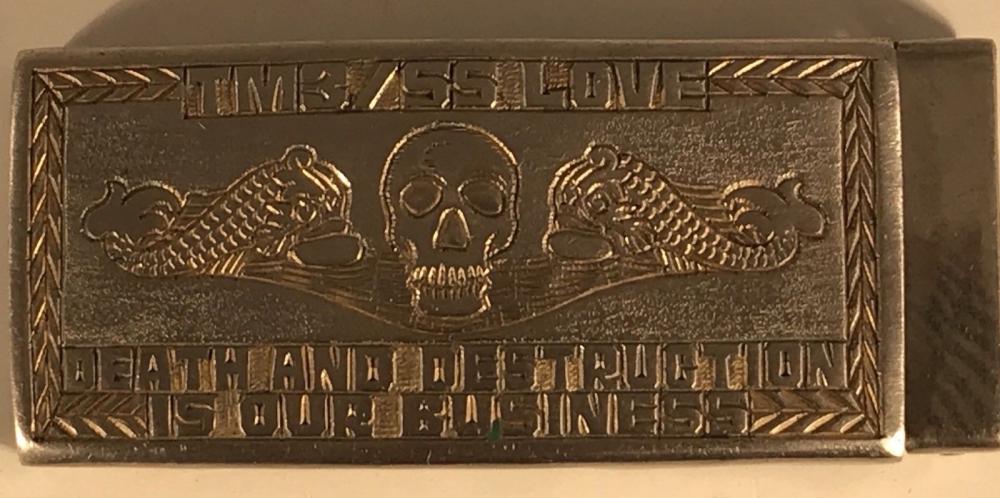 TM3/SS LOVE
DEATH AND DESTRUCTION
IS OUR BUSINESS